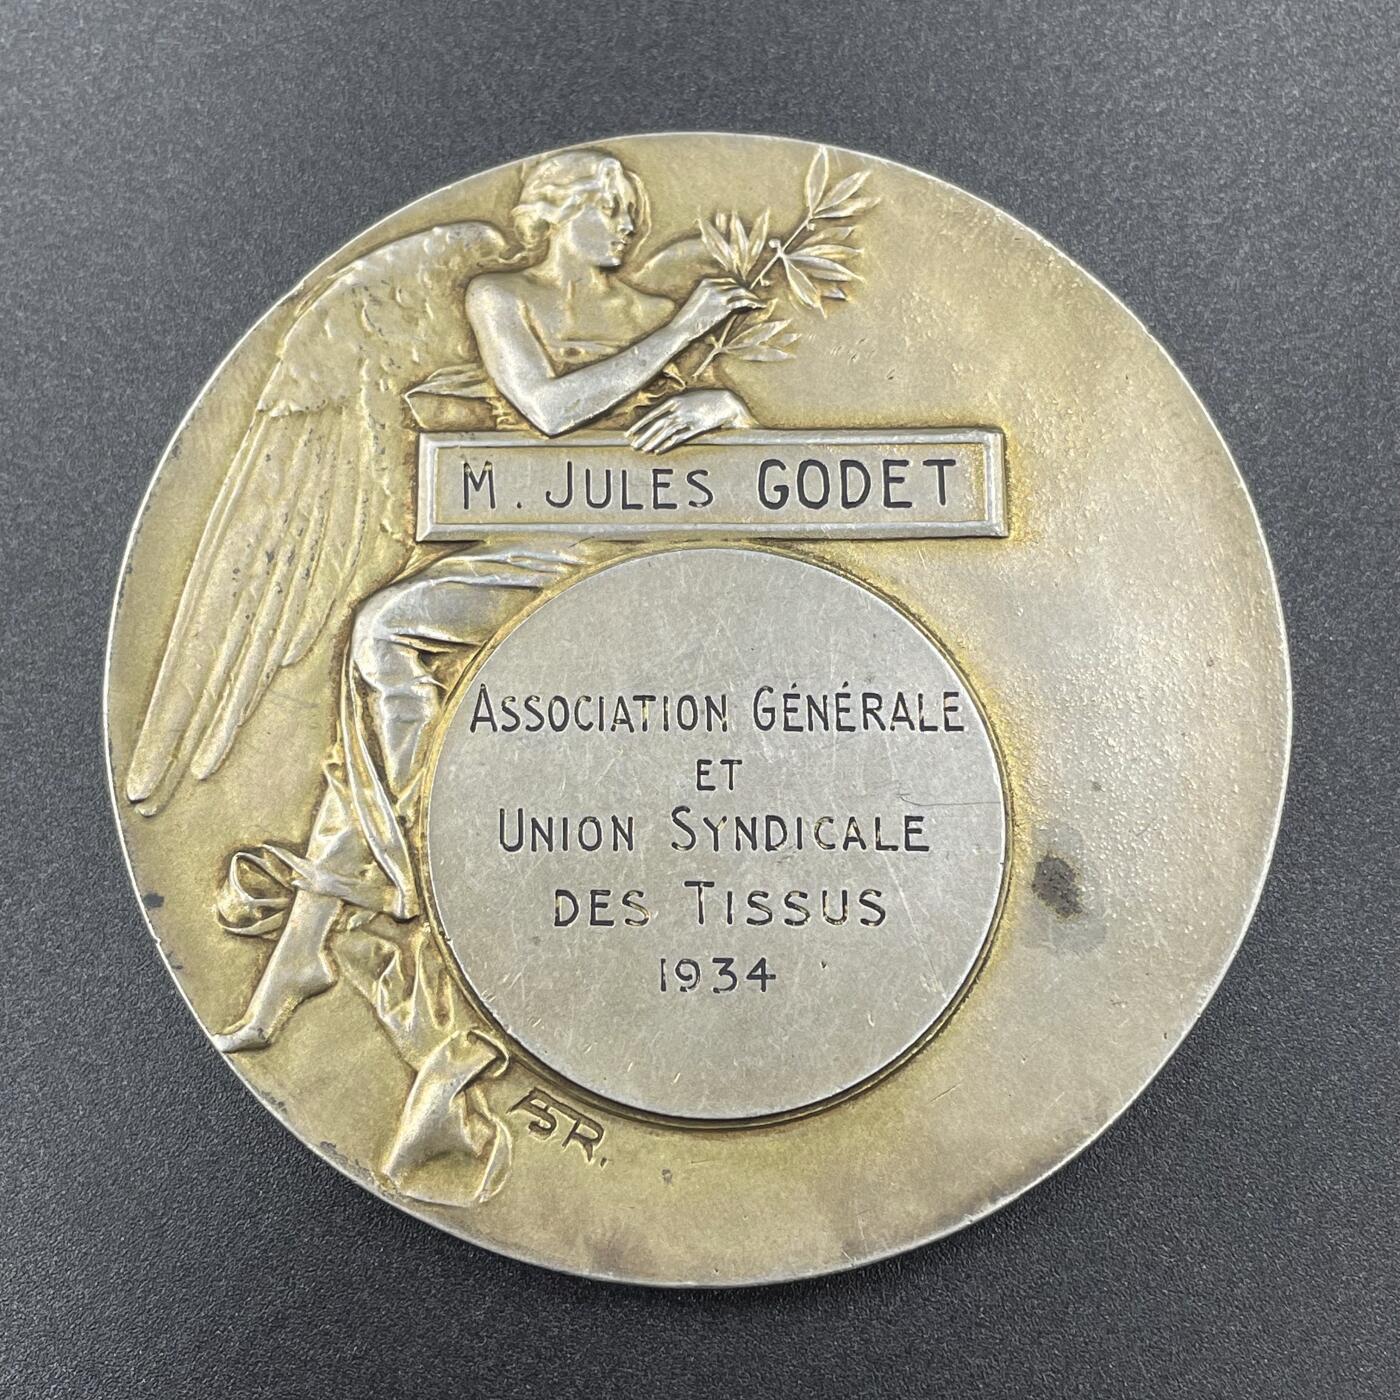 M. JULES GODET
ASSOCIATION GÉNÉRALE
ET
UNION SYNDICALE
DES TISSUS
1934